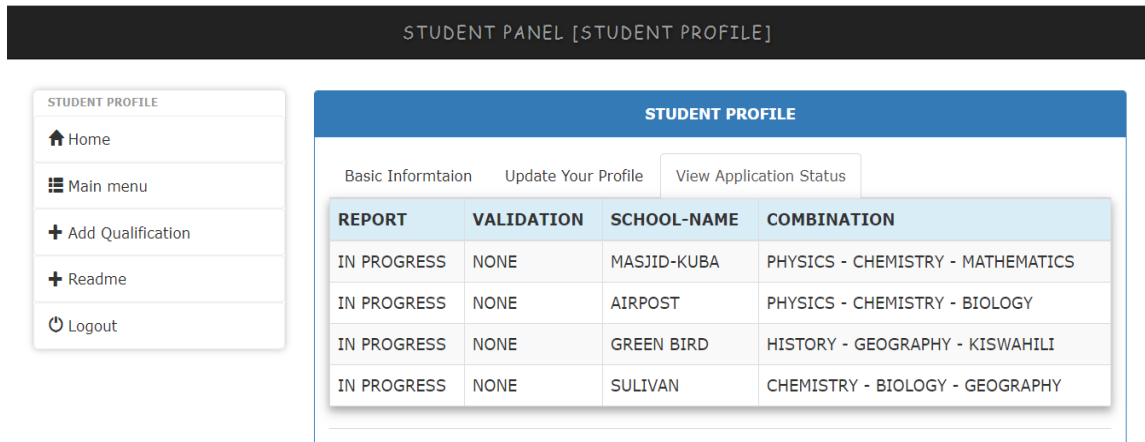 STUDENT PANEL [STUDENT PROFILE]
STUDENT PROFILE
Home
Main menu
Add Qualification
Readme
Logout
STUDENT PROFILE
Basic Informtaion Update Your Profile View Application Status
REPORT VALIDATION SCHOOL-NAME COMBINATION
IN PROGRESS NONE MASJID-KUBA PHYSICS - CHEMISTRY - MATHEMATICS
IN PROGRESS NONE AIRPOST PHYSICS - CHEMISTRY - BIOLOGY
IN PROGRESS NONE GREEN BIRD HISTORY - GEOGRAPHY - KISWAHILI
IN PROGRESS NONE SULIVAN CHEMISTRY - BIOLOGY - GEOGRAPHY